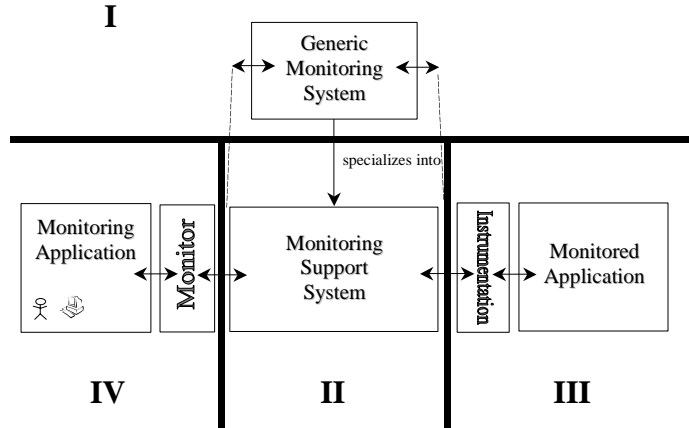 I
Generic
Monitoring
System
specializes into
Monitoring
Application
Monitor
Monitoring
Support
System
Instrumentation
Monitored
Application
IV
II
III